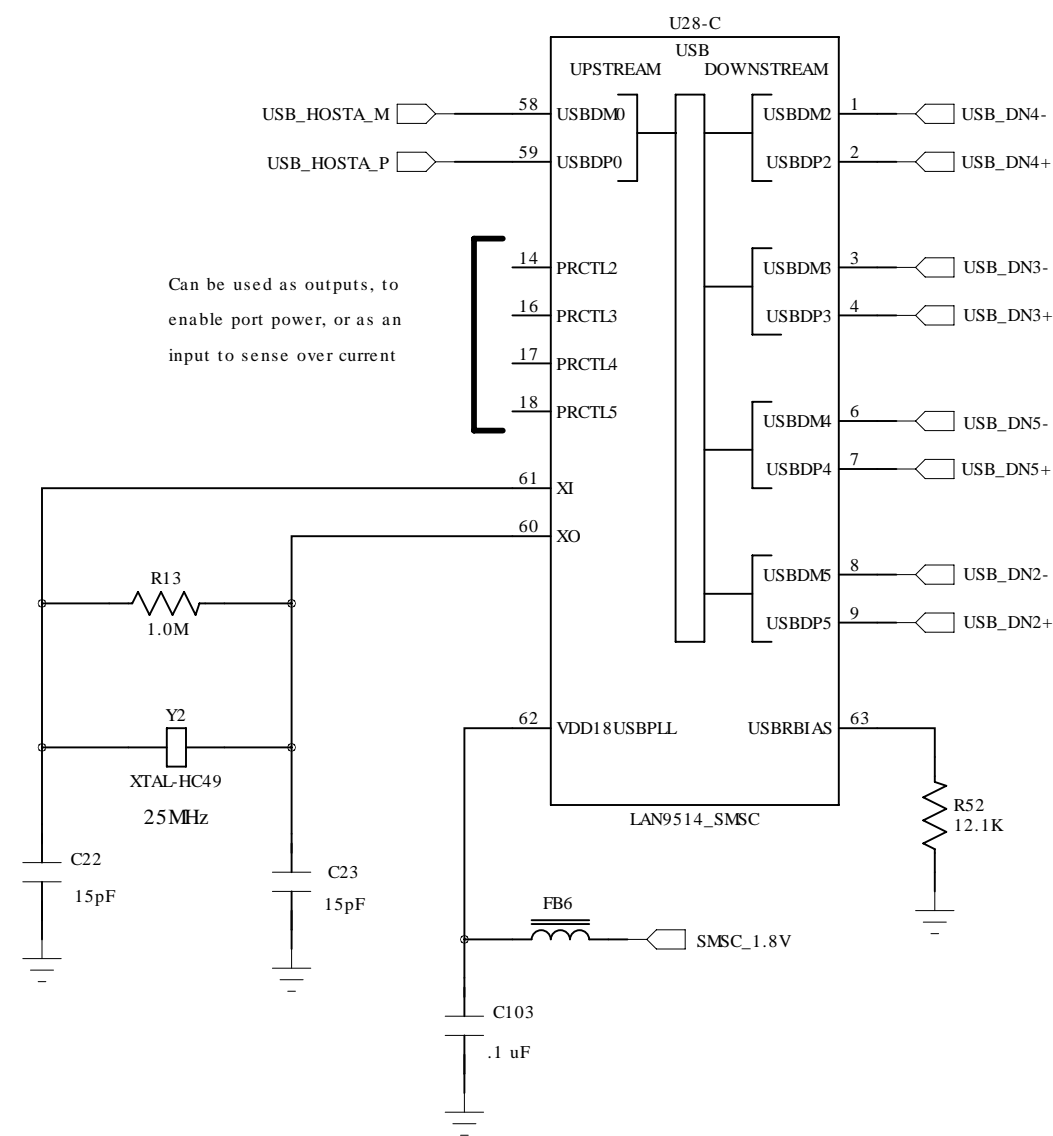 U28-C
USB
UPSTREAM
DOWNSTREAM
USB_HOSTA_M
58
USBDM0
USBDM2
1
USB_DN4-
USB_HOSTA_P
59
USBDP0
USBDP2
2
USB_DN4+
Can be used as outputs, to
enable port power, or as an
input to sense over current
14
PRCTL2
16
PRCTL3
17
PRCTL4
18
PRCTL5
USBDM3
3
USB_DN3-
USBDP3
4
USB_DN3+
USBDM4
6
USB_DN5-
USBDP4
7
USB_DN5+
61
XI
60
XO
USBDM5
8
USB_DN2-
USBDP5
9
USB_DN2+
R13
1.0M
Y2
XTAL-HC49
25MHz
62
VDD18USBPLL
USBRBIAS
63
R52
12.1K
LAN9514_SMSC
C22
15pF
C23
15pF
FB6
SMSC_1.8V
C103
.1 uF